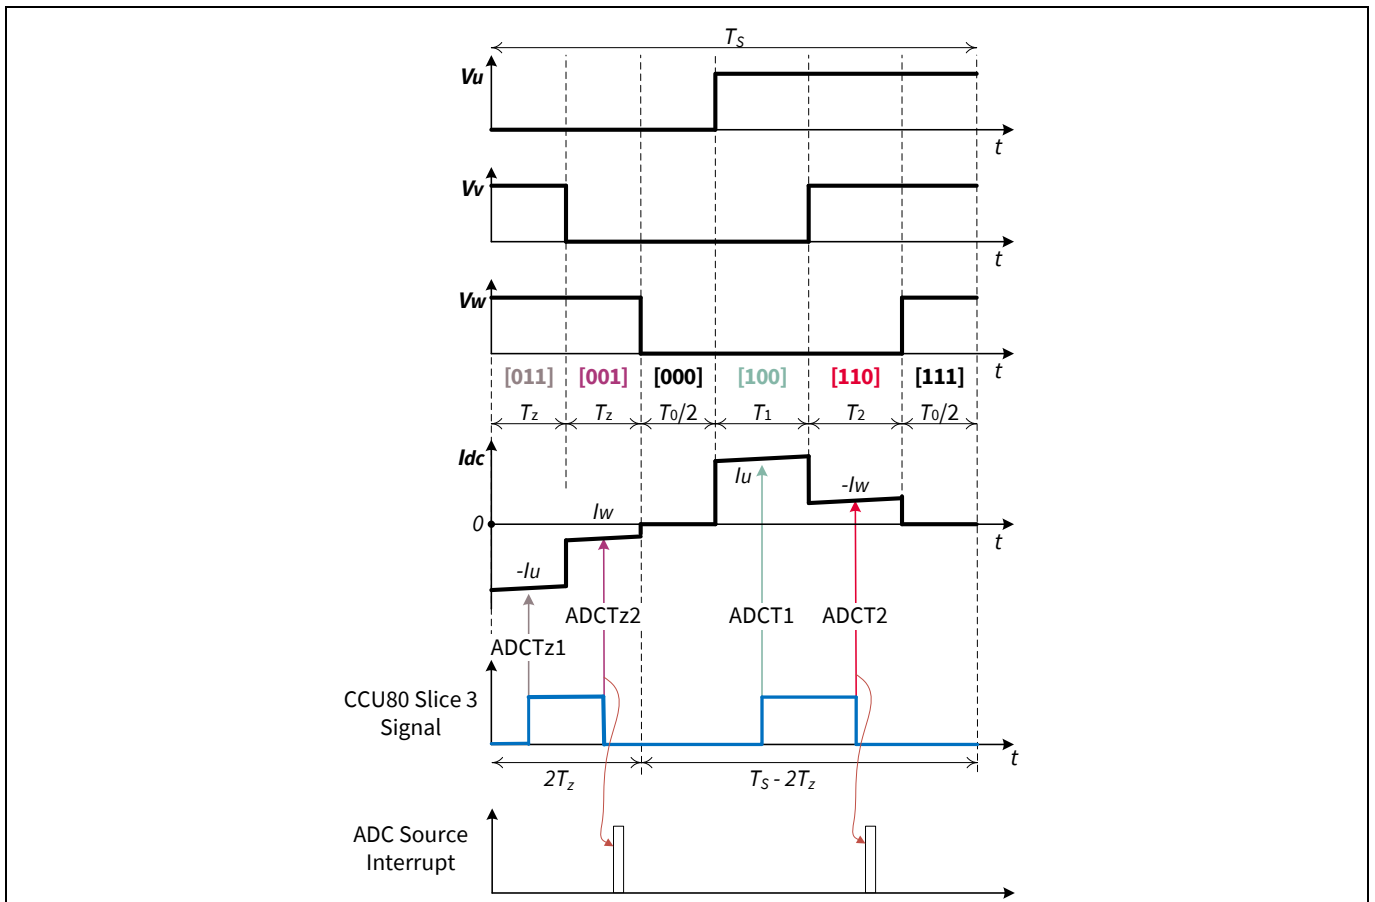 TS
Vu
t
Vv
t
Vw
t
[011] [001] [000] [100] [110] [111]
Tz Tz T0/2 T1 T2 T0/2
Idc
Iu -Iw
Iw
0
t
-Iu
ADCTz2 ADCT1 ADCT2
ADCTz1
CCU80 Slice 3
Signal
t
2Tz TS - 2Tz
ADC Source
Interrupt